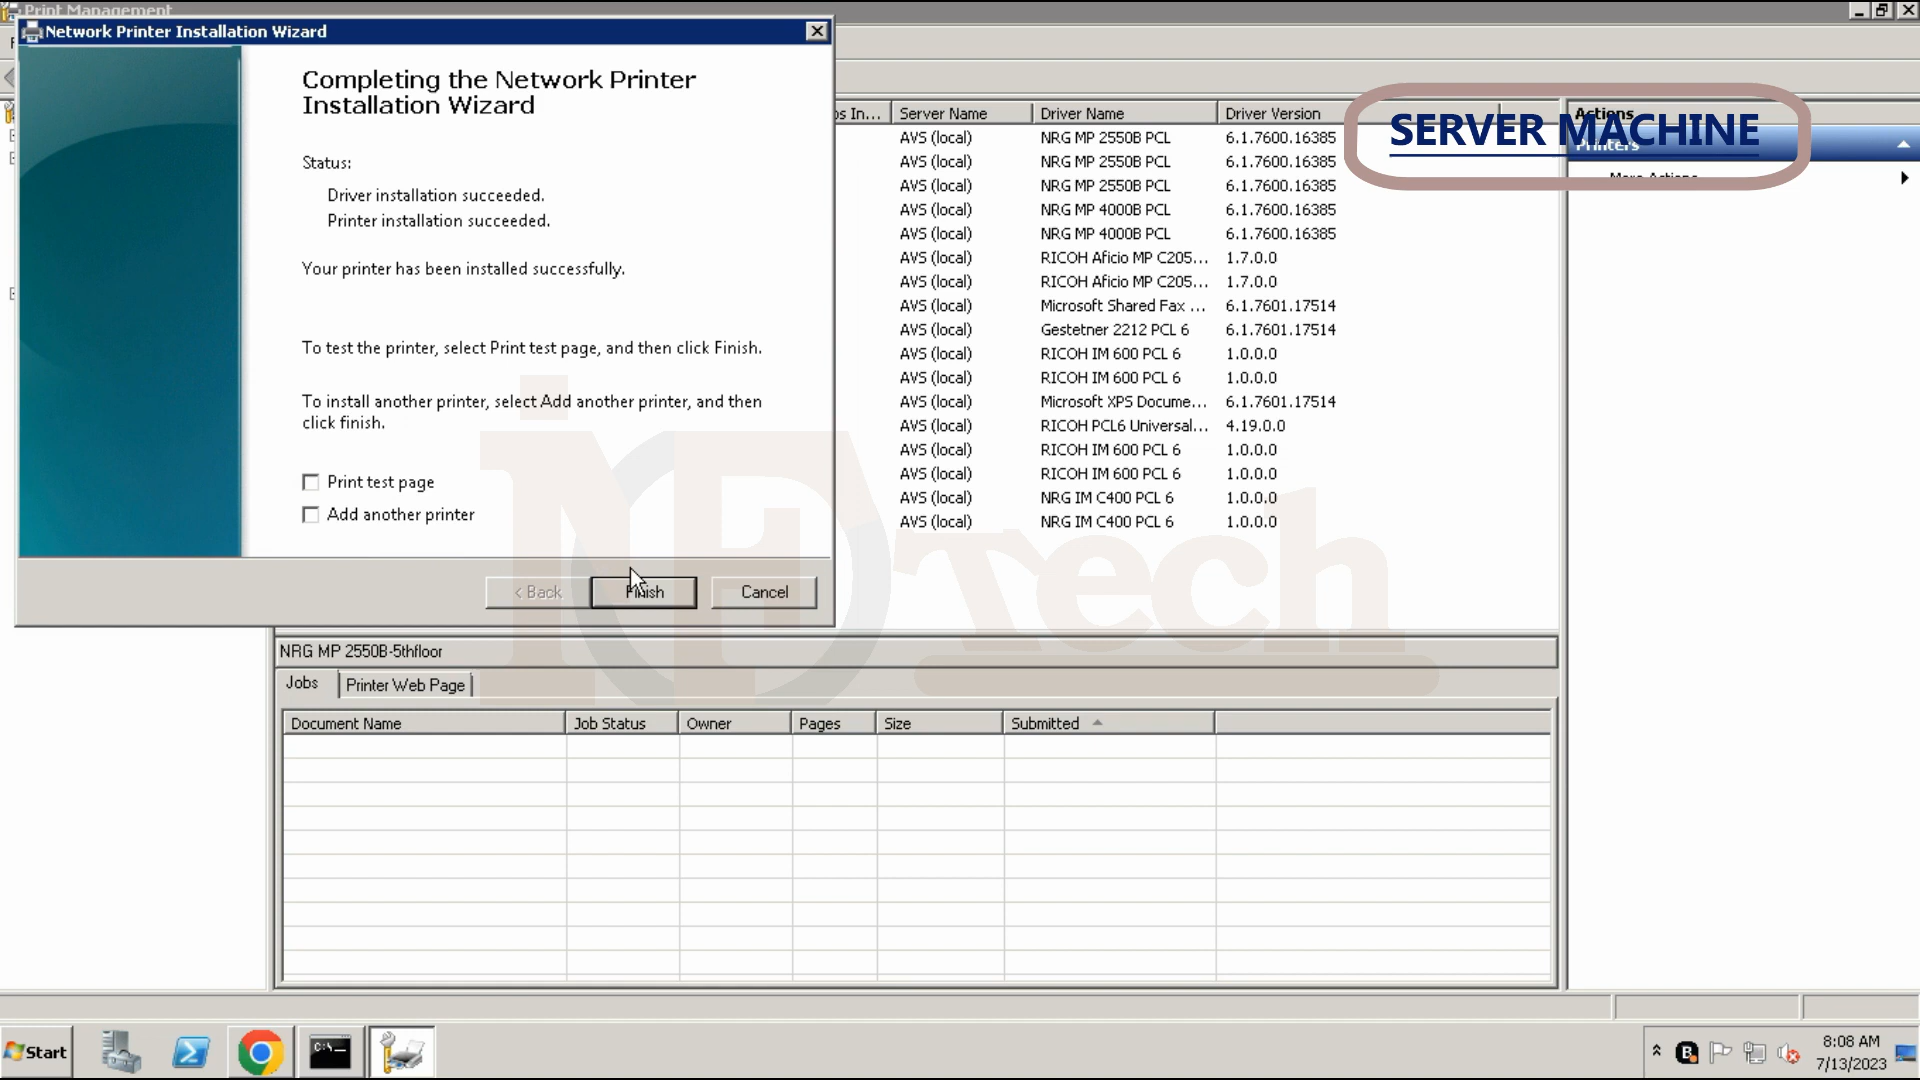 Print Management
Network Printer Installation Wizard
Completing the Network Printer
Installation Wizard
Status:
Driver installation succeeded.
Printer installation succeeded.
Your printer has been installed successfully.
To test the printer, select Print test page, and then click Finish.
To install another printer, select Add another printer, and then
click finish.
Print test page
Add another printer
< Back
Finish
Cancel
bs In... Server Name Driver Name Driver Version
AVS (local) NRG MP 2550B PCL 6.1.7600.16385
AVS (local) NRG MP 2550B PCL 6.1.7600.16385
AVS (local) NRG MP 2550B PCL 6.1.7600.16385
AVS (local) NRG MP 4000B PCL 6.1.7600.16385
AVS (local) NRG MP 4000B PCL 6.1.7600.16385
AVS (local) RICOH Aficio MP C205... 1.7.0.0
AVS (local) RICOH Aficio MP C205... 1.7.0.0
AVS (local) Microsoft Shared Fax ... 6.1.7601.17514
AVS (local) Gestetner 2212 PCL 6 6.1.7601.17514
AVS (local) RICOH IM 600 PCL 6 1.0.0.0
AVS (local) RICOH IM 600 PCL 6 1.0.0.0
AVS (local) Microsoft XPS Docume... 6.1.7601.17514
AVS (local) RICOH PCL6 Universal... 4.19.0.0
AVS (local) RICOH IM 600 PCL 6 1.0.0.0
AVS (local) RICOH IM 600 PCL 6 1.0.0.0
AVS (local) NRG IM C400 PCL 6 1.0.0.0
AVS (local) NRG IM C400 PCL 6 1.0.0.0
Actions
SERVER MACHINE
Printers
More Actions
NRG MP 2550B-5thfloor
Jobs
Printer Web Page
Document Name Job Status Owner Pages Size Submitted
Tech
Start
8:08 AM
7/13/2023